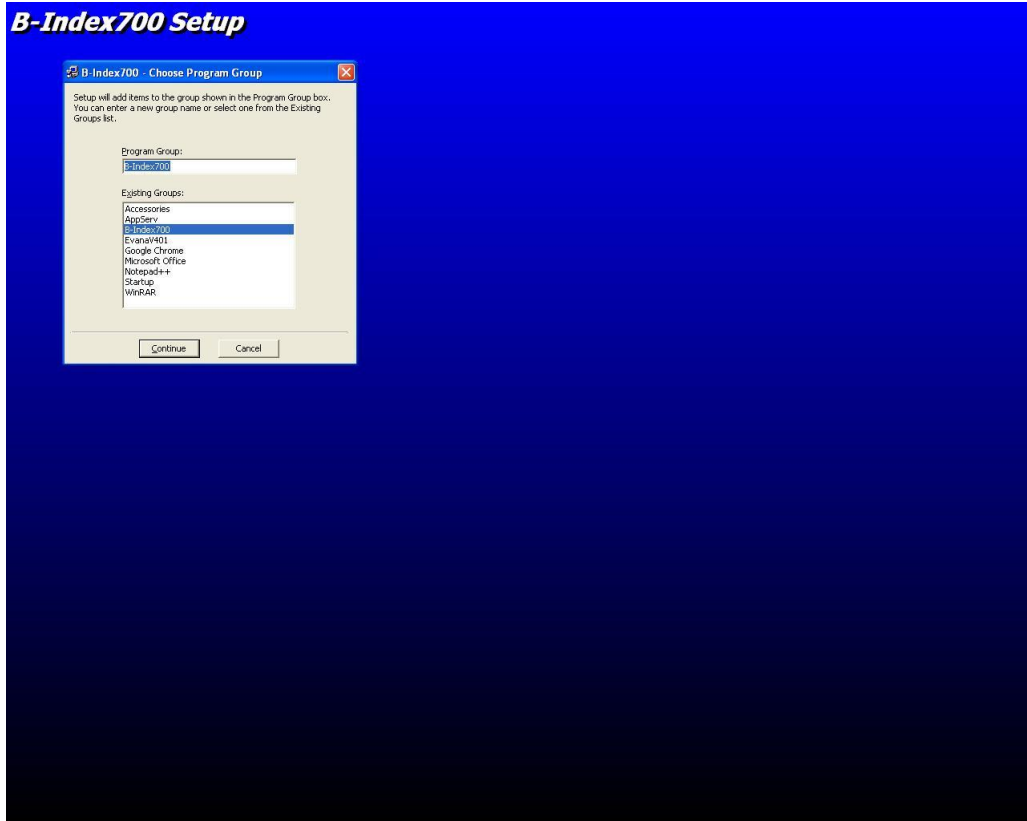 B-Index700 Setup
B-Index700 - Choose Program Group
Setup will add items to the group shown in the Program Group box.
You can enter a new group name or select one from the Existing
Groups list.
Program Group:
B-Index700
Existing Groups:
Accessories
AppServ
B-Index700
EvanaV401
Google Chrome
Microsoft Office
Notepad++
Startup
WinRAR
Continue Cancel